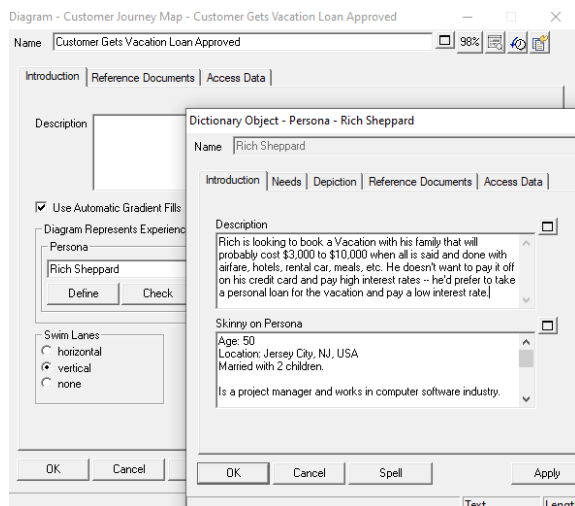 Diagram - Customer Journey Map - Customer Gets Vacation Loan Approved
Name Customer Gets Vacation Loan Approved 98%
Introduction Reference Documents Access Data
Description
Use Automatic Gradient Fills
Diagram Represents Experienc
Persona
Rich Sheppard
Define Check
Swim Lanes
horizontal
vertical
none
OK Cancel
Dictionary Object - Persona - Rich Sheppard
Name Rich Sheppard
Introduction Needs Depiction Reference Documents Access Data
Description
Rich is looking to book a Vacation with his family that will
probably cost $3,000 to $10,000 when all is said and done with
airfare, hotels, rental car, meals, etc. He doesn't want to pay it off
on his credit card and pay high interest rates -- he'd prefer to take
a personal loan for the vacation and pay a low interest rate.
Skinny on Persona
Age: 50
Location: Jersey City, NJ, USA
Married with 2 children.
Is a project manager and works in computer software industry.
OK Cancel Spell Apply
Text Lengt